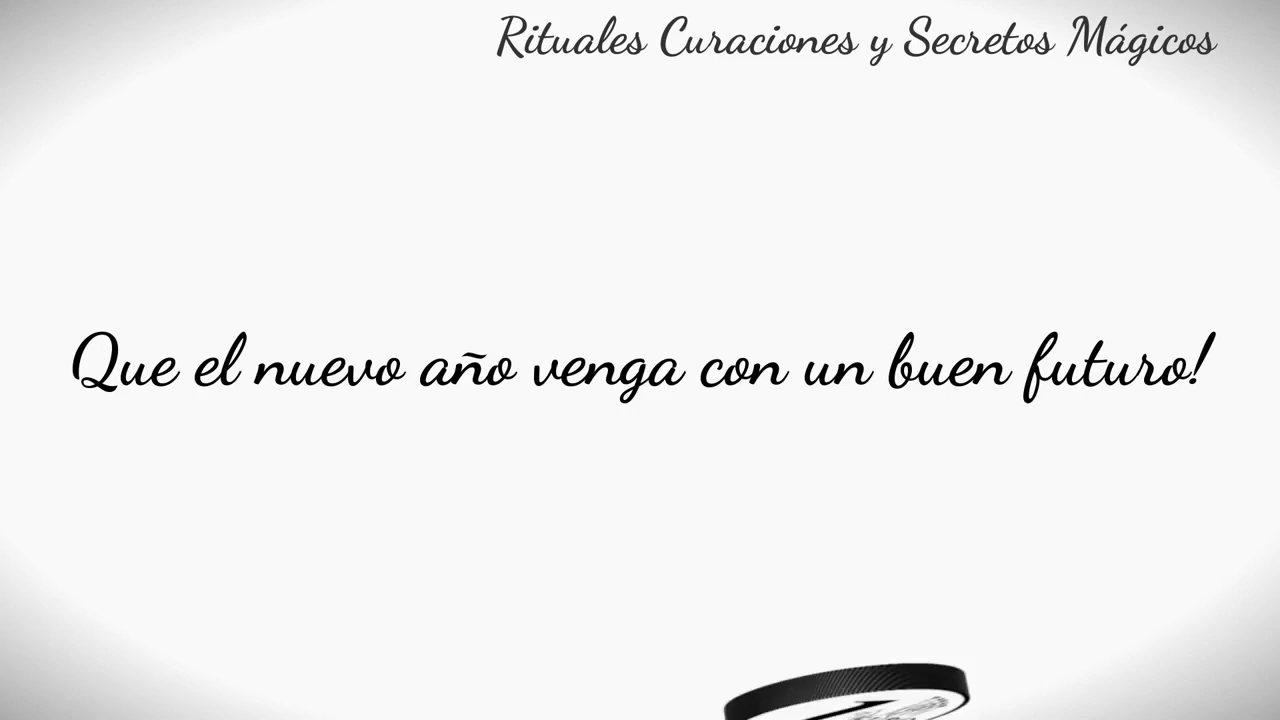 Rituales Curaciones y Secretos Mágicos
Que el nuevo año venga con un buen futuro!